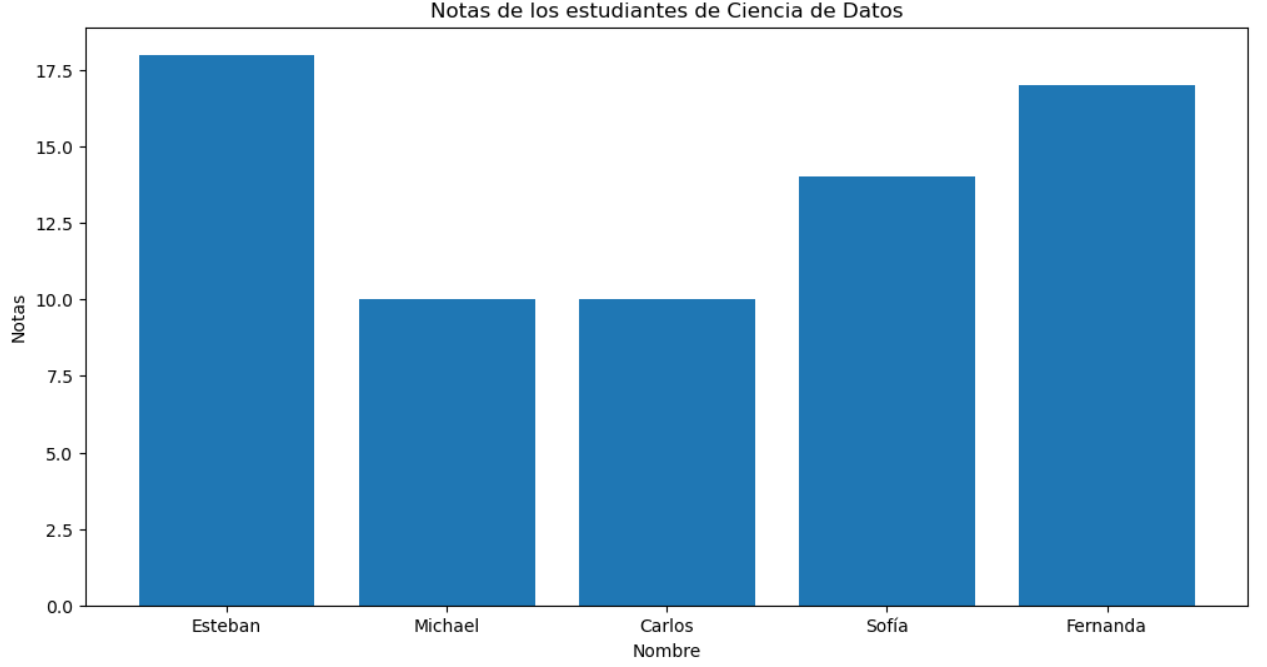 Notas de los estudiantes de Ciencia de Datos
Notas
17.5
15.0
12.5
10.0
7.5
5.0
2.5
0.0
Esteban Michael Carlos Sofía Fernanda
Nombre